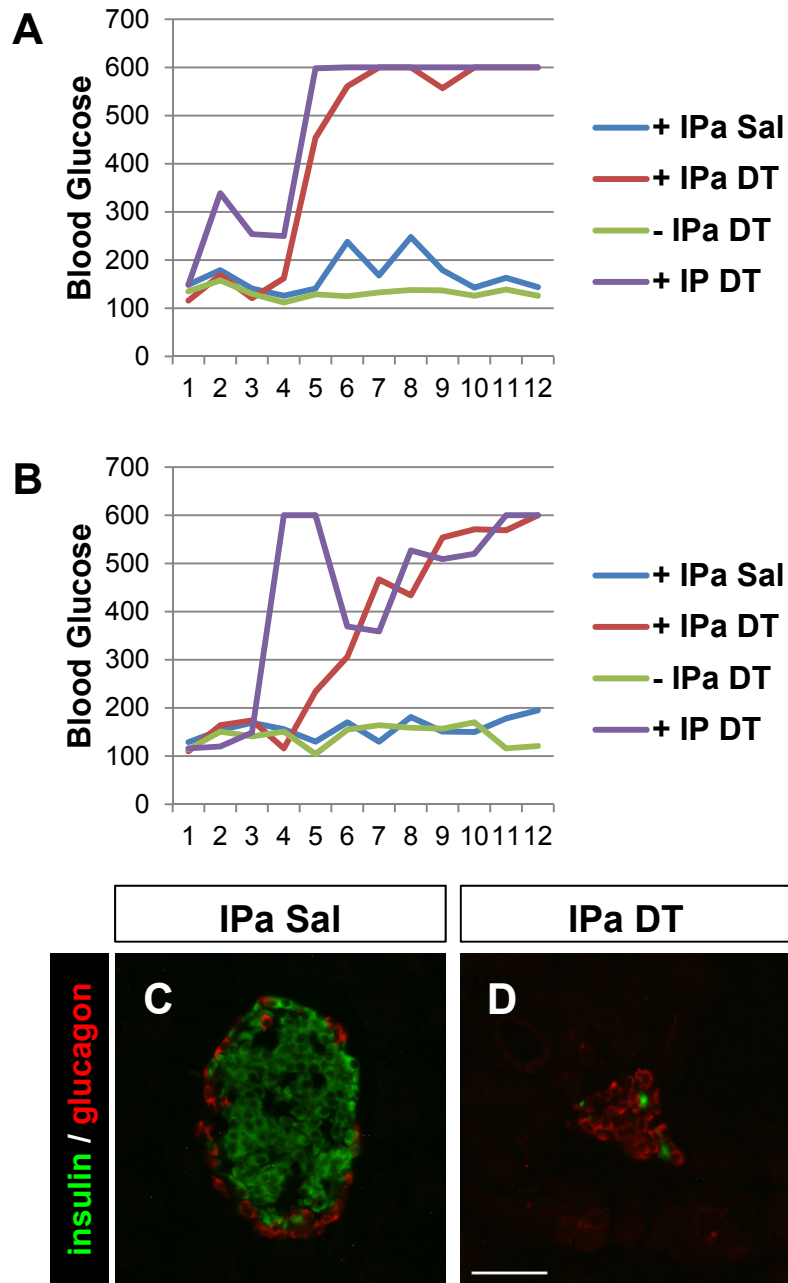 A
Blood Glucose
700
600
500
400
300
200
100
0
1 2 3 4 5 6 7 8 9 10 11 12
+ IPa Sal
+ IPa DT
- IPa DT
+ IP DT
B
Blood Glucose
700
600
500
400
300
200
100
0
1 2 3 4 5 6 7 8 9 10 11 12
+ IPa Sal
+ IPa DT
- IPa DT
+ IP DT
IPa Sal
IPa DT
insulin / glucagon
C
D